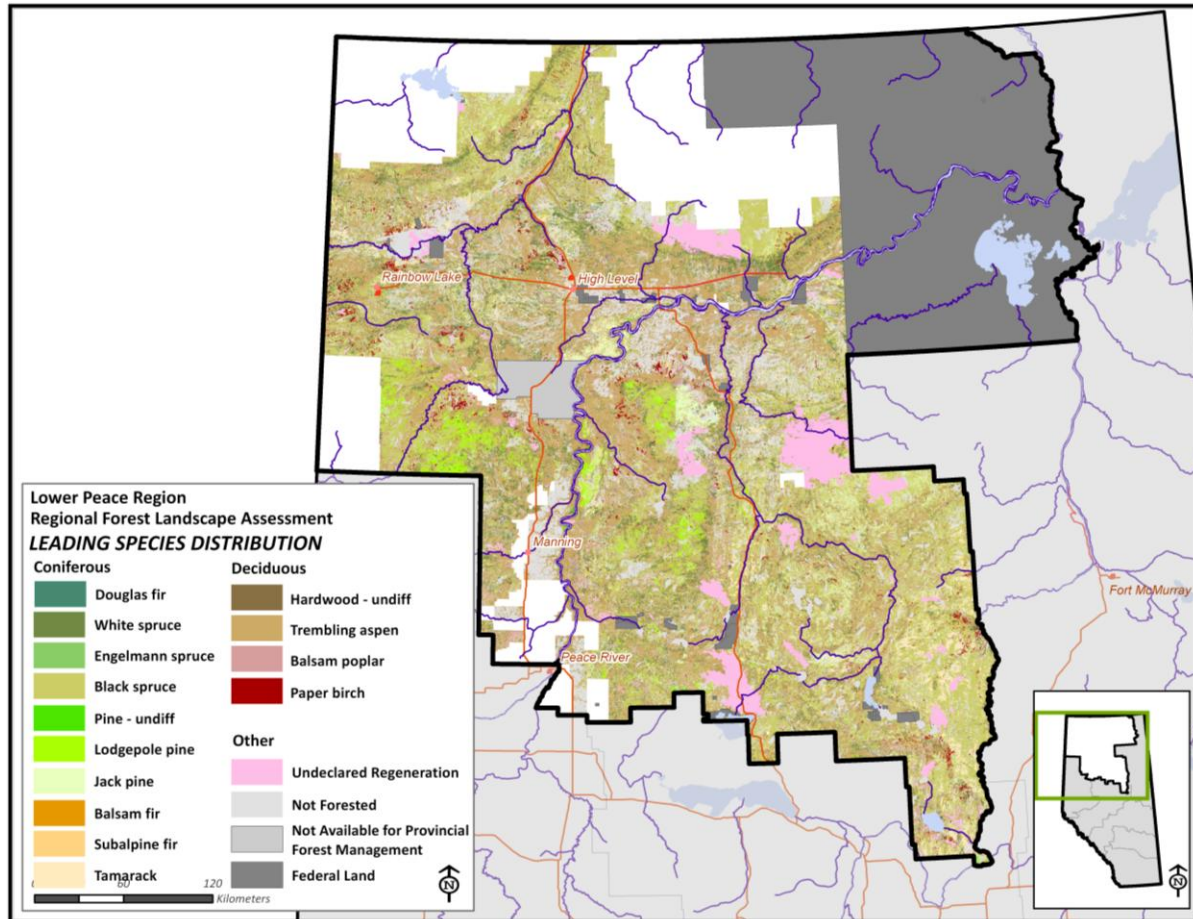 Rainbow Lake
High Level
Manning
Peace River
Fort McMurray
Lower Peace Region
Regional Forest Landscape Assessment
LEADING SPECIES DISTRIBUTION
Coniferous
Douglas fir
White spruce
Engelmann spruce
Black spruce
Pine - undiff
Lodgepole pine
Jack pine
Balsam fir
Subalpine fir
Tamarack
Deciduous
Hardwood - undiff
Trembling aspen
Balsam poplar
Paper birch
Other
Undeclared Regeneration
Not Forested
Not Available for Provincial
Forest Management
Federal Land
0 60 120
Kilometers
N
N